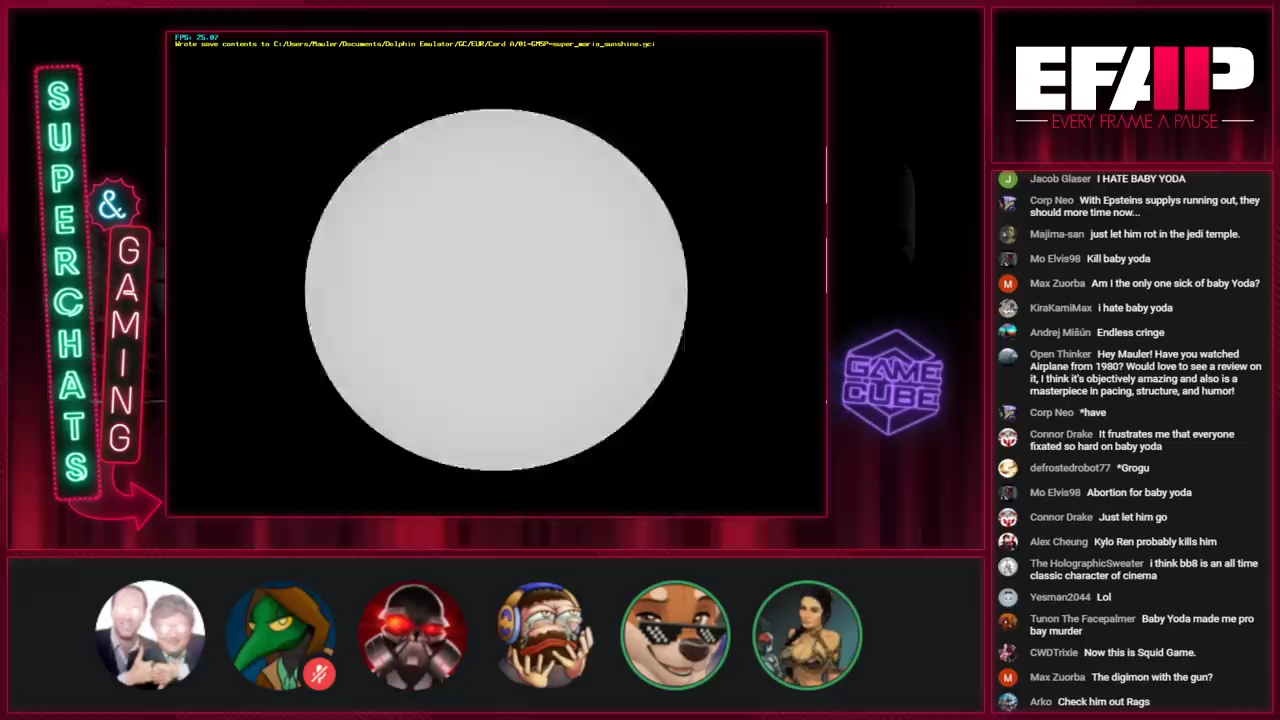 FPS: 25.07
Wrote save contents to C:/Users/Mauler/Documents/Dolphin Emulator/GC/EUR/Card A/01-GMSP-super_mario_sunshine.gci
SUPERCHATS
&
GAMING
GAME
CUBE
EFAP
EVERY FRAME A PAUSE
J
Jacob Glaser I HATE BABY YODA
Corp Neo With Epsteins supplys running out, they
should more time now...
Majima-san just let him rot in the jedi temple.
Mo Elvis98 Kill baby yoda
M
Max Zuorba Am I the only one sick of baby Yoda?
KiraKamiMax i hate baby yoda
Andrej Mišún Endless cringe
Open Thinker Hey Mauler! Have you watched
Airplane from 1980? Would love to see a review on
it, I think it's objectively amazing and also is a
masterpiece in pacing, structure, and humor!
Corp Neo *have
Connor Drake It frustrates me that everyone
fixated so hard on baby yoda
defrostedrobot77 *Grogu
Mo Elvis98 Abortion for baby yoda
Connor Drake Just let him go
Alex Cheung Kylo Ren probably kills him
The HolographicSweater i think bb8 is an all time
classic character of cinema
Yesman2044 Lol
Tunon The Facepalmer Baby Yoda made me pro
bay murder
CWDTrixie Now this is Squid Game.
M
Max Zuorba The digimon with the gun?
Arko Check him out Rags